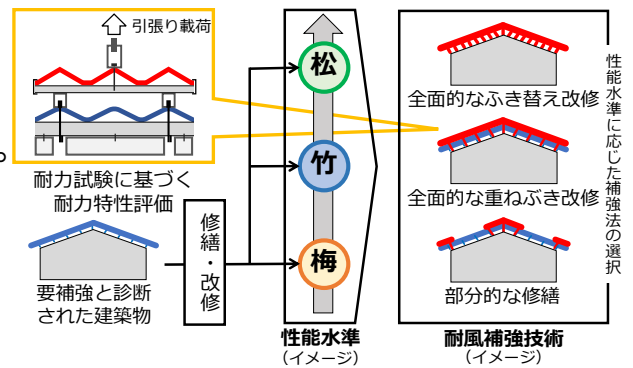 引張り載荷
耐力試験に基づく
耐力特性評価
要補強と診断
された建築物
修繕・改修
松
竹
梅
性能水準
（イメージ）
全面的なふき替え改修
全面的な重ねぶき改修
部分的な修繕
性能水準に応じた補強法の選択
耐風補強技術
（イメージ）